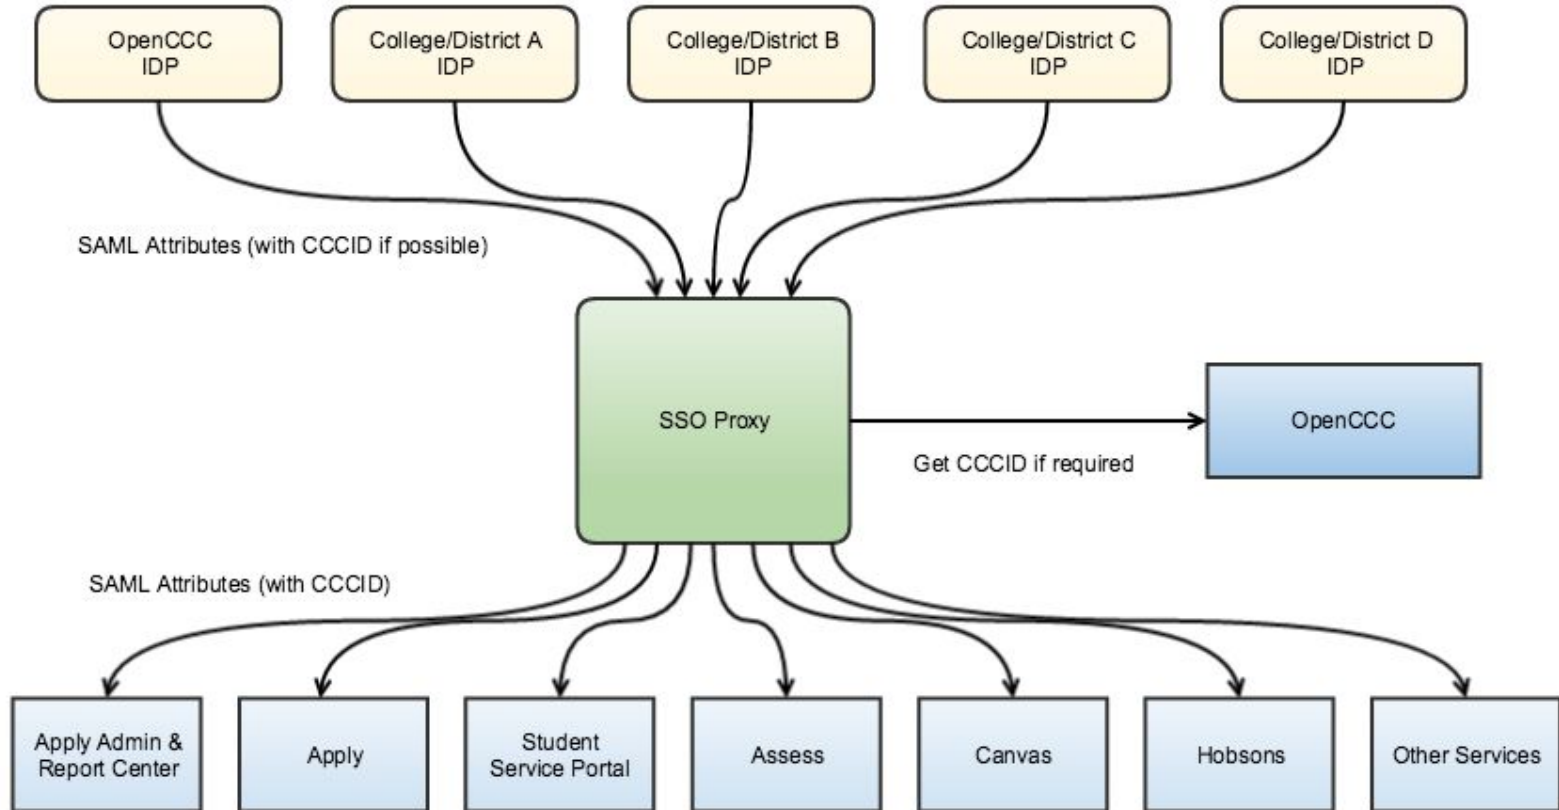 OpenCCC
IDP
College/District A
IDP
College/District B
IDP
College/District C
IDP
College/District D
IDP
SAML Attributes (with CCCID if possible)
SSO Proxy
OpenCCC
Get CCCID if required
SAML Attributes (with CCCID)
Apply Admin &
Report Center
Apply
Student
Service Portal
Assess
Canvas
Hobsons
Other Services